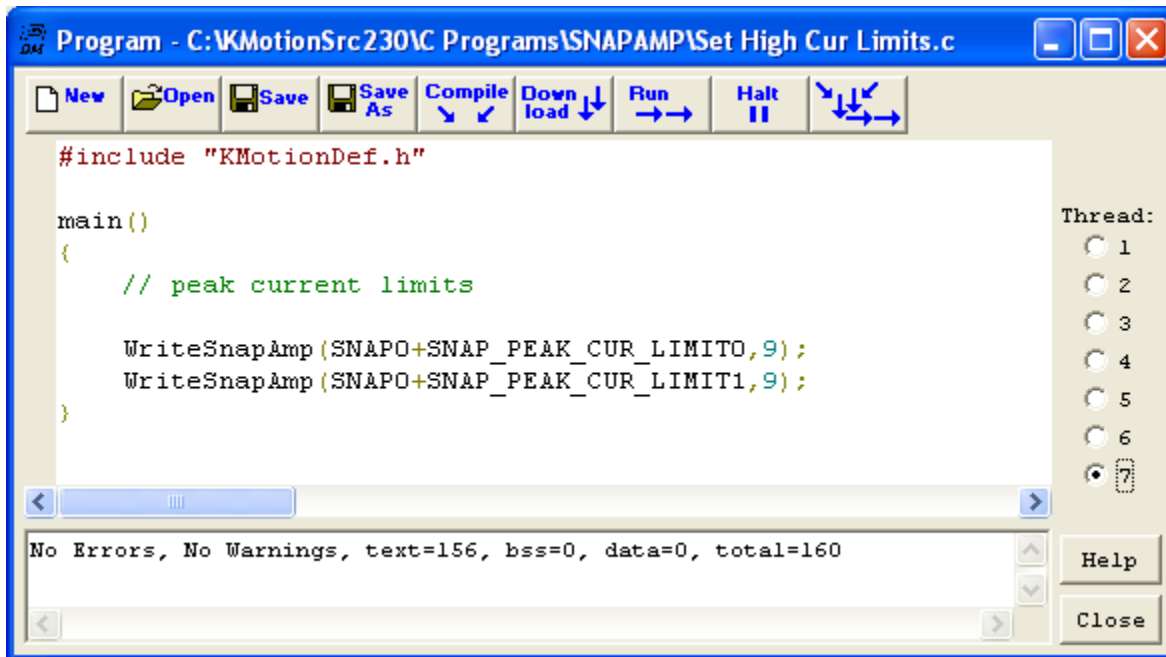 Program - C:\KMotionSrc230\C Programs\SNAPAMP\Set High Cur Limits.c
New Open Save Save As Compile Down load Run Halt
#include "KMotionDef.h"
main()
{
// peak current limits
WriteSnapAmp(SNAP0+SNAP_PEAK_CUR_LIMIT0,9);
WriteSnapAmp(SNAP0+SNAP_PEAK_CUR_LIMIT1,9);
}
Thread:
1
2
3
4
5
6
7
No Errors, No Warnings, text=156, bss=0, data=0, total=160
Help
Close